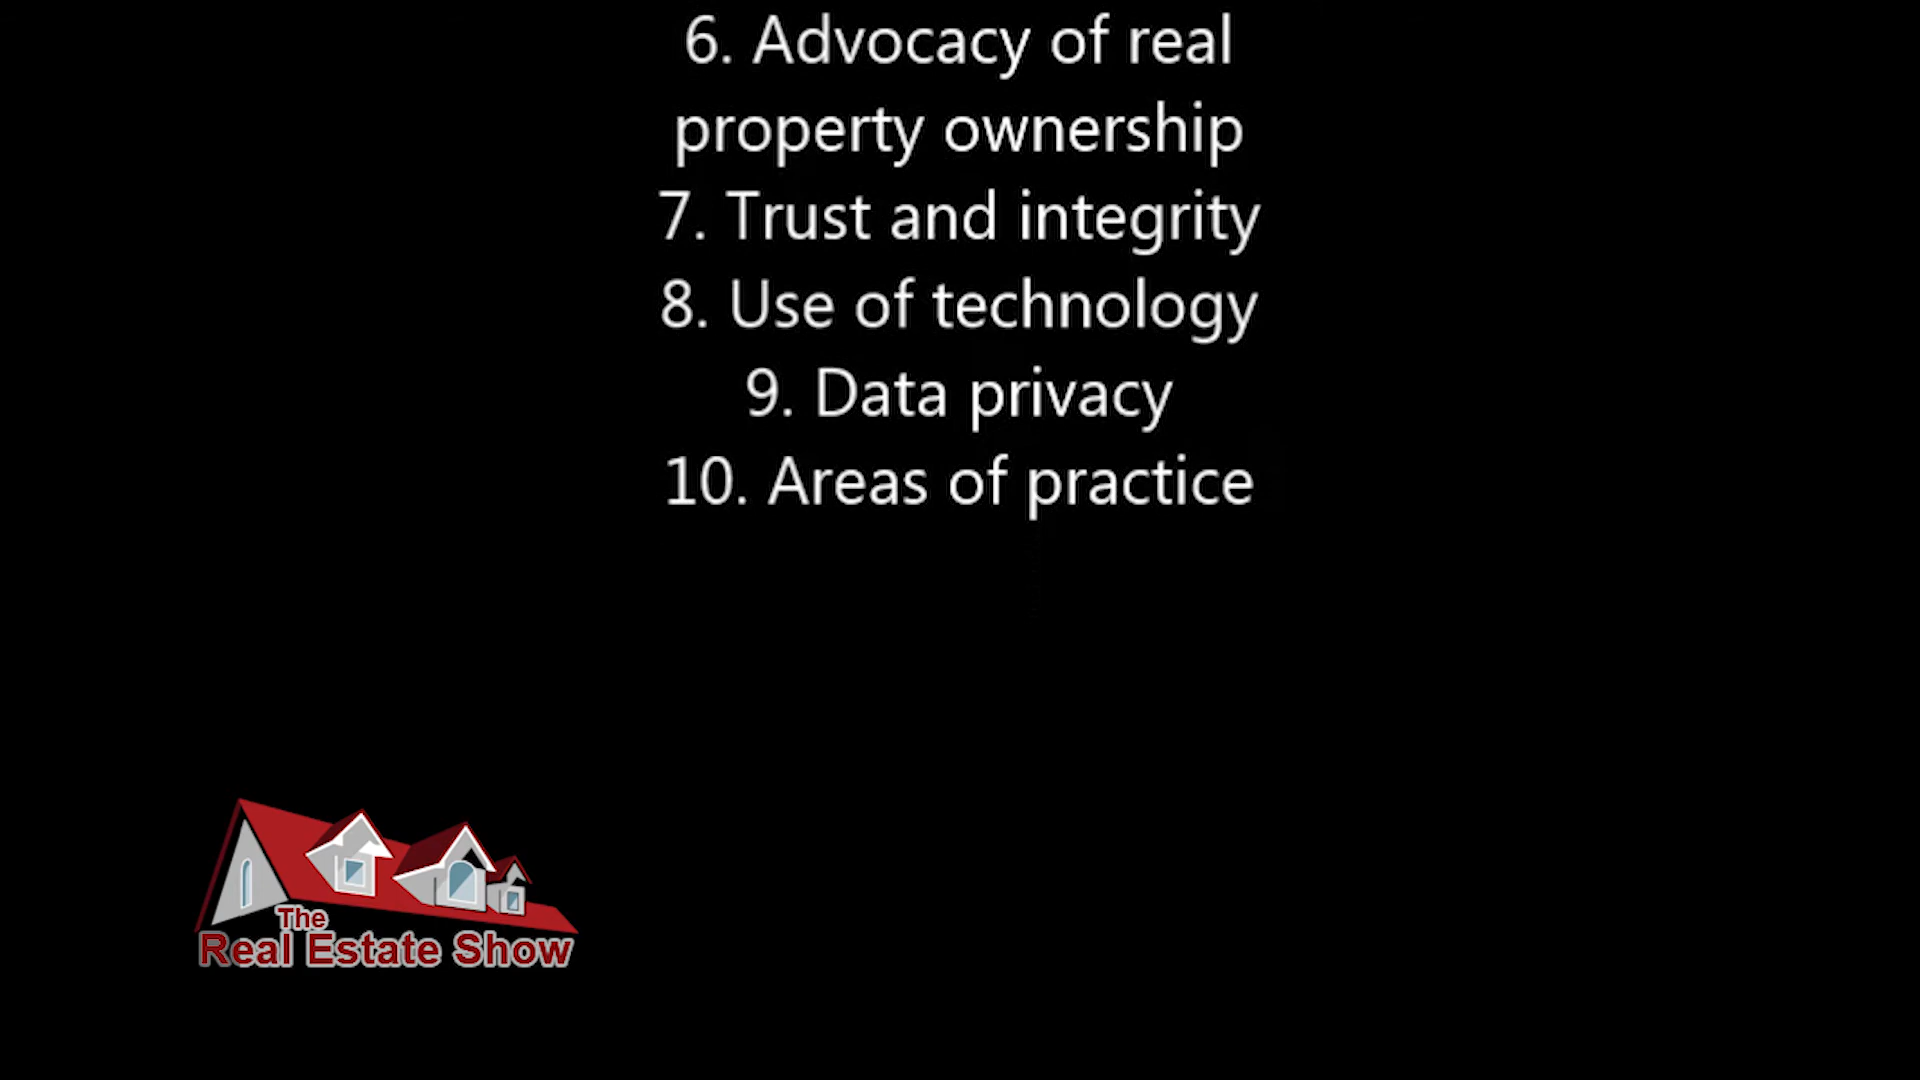 6. Advocacy of real
property ownership
7. Trust and integrity
8. Use of technology
9. Data privacy
10. Areas of practice
The
Real Estate Show